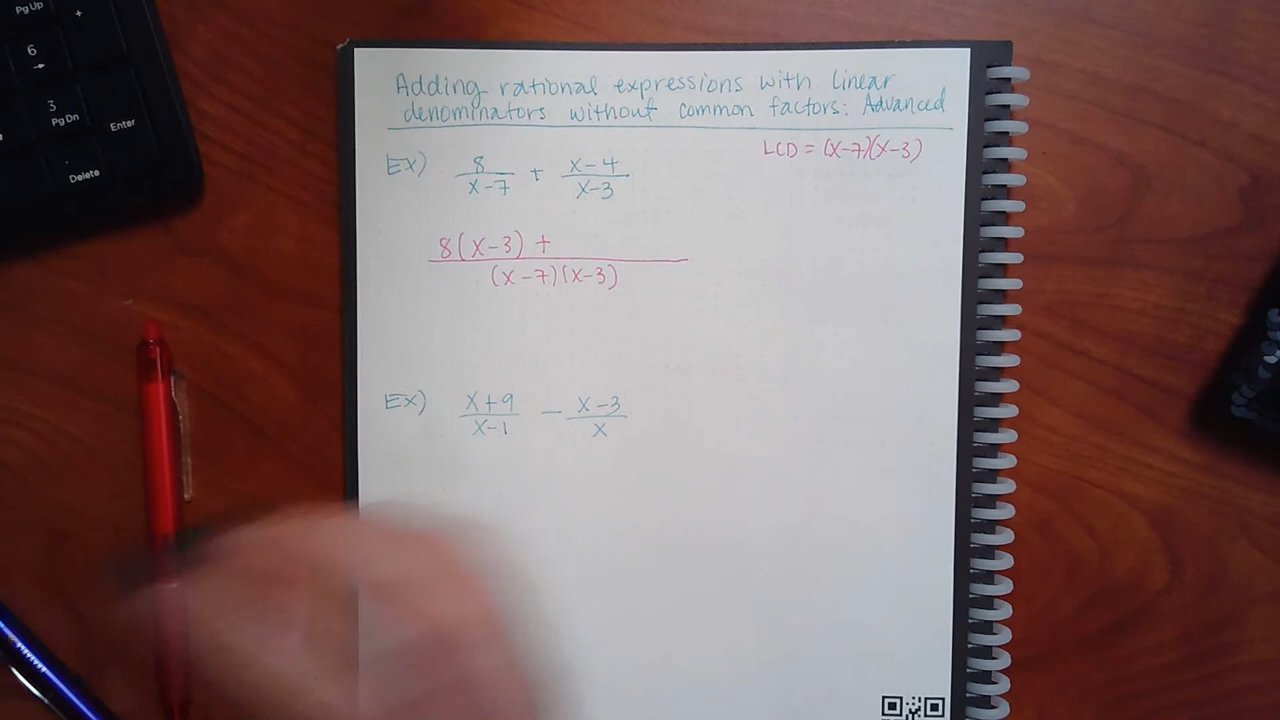 PgUp
+
6
3
PgDn
Enter
.
Delete
Adding rational expressions with linear
denominators without common factors: Advanced
LCD = (x-7)(x-3)
Ex) 8/(x-7) + (x-4)/(x-3)
8(x-3) +
(x-7)(x-3)
Ex) (x+9)/(x-1) - (x-3)/x